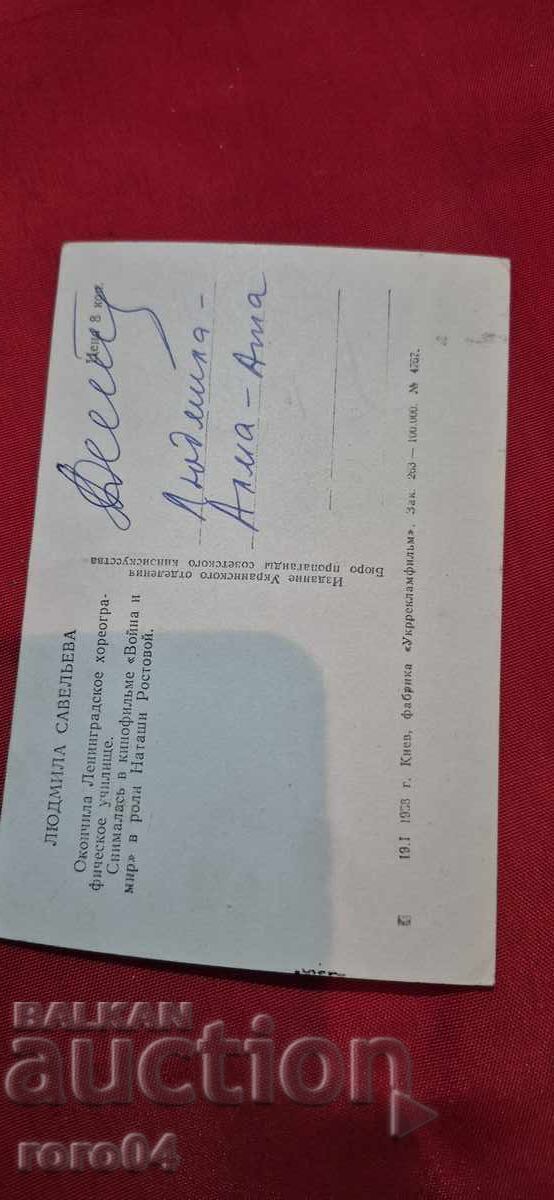 ЛЮДМИЛА САВЕЛЬЕВА
Окончила Ленинградское хореогра-
фическое училище.
Снималась в кинофильме «Война и
мир» в роли Наташи Ростовой.
Издание Украинского отделения
Бюро пропаганды советского киноискусства
Цена 8 коп.
Людмила -
Алма - Ата
19.I 1968 г. Киев, фабрика «Укррекламфильм». Зак. 263 — 100.000. № 4767.
BALKAN
auction
roro04